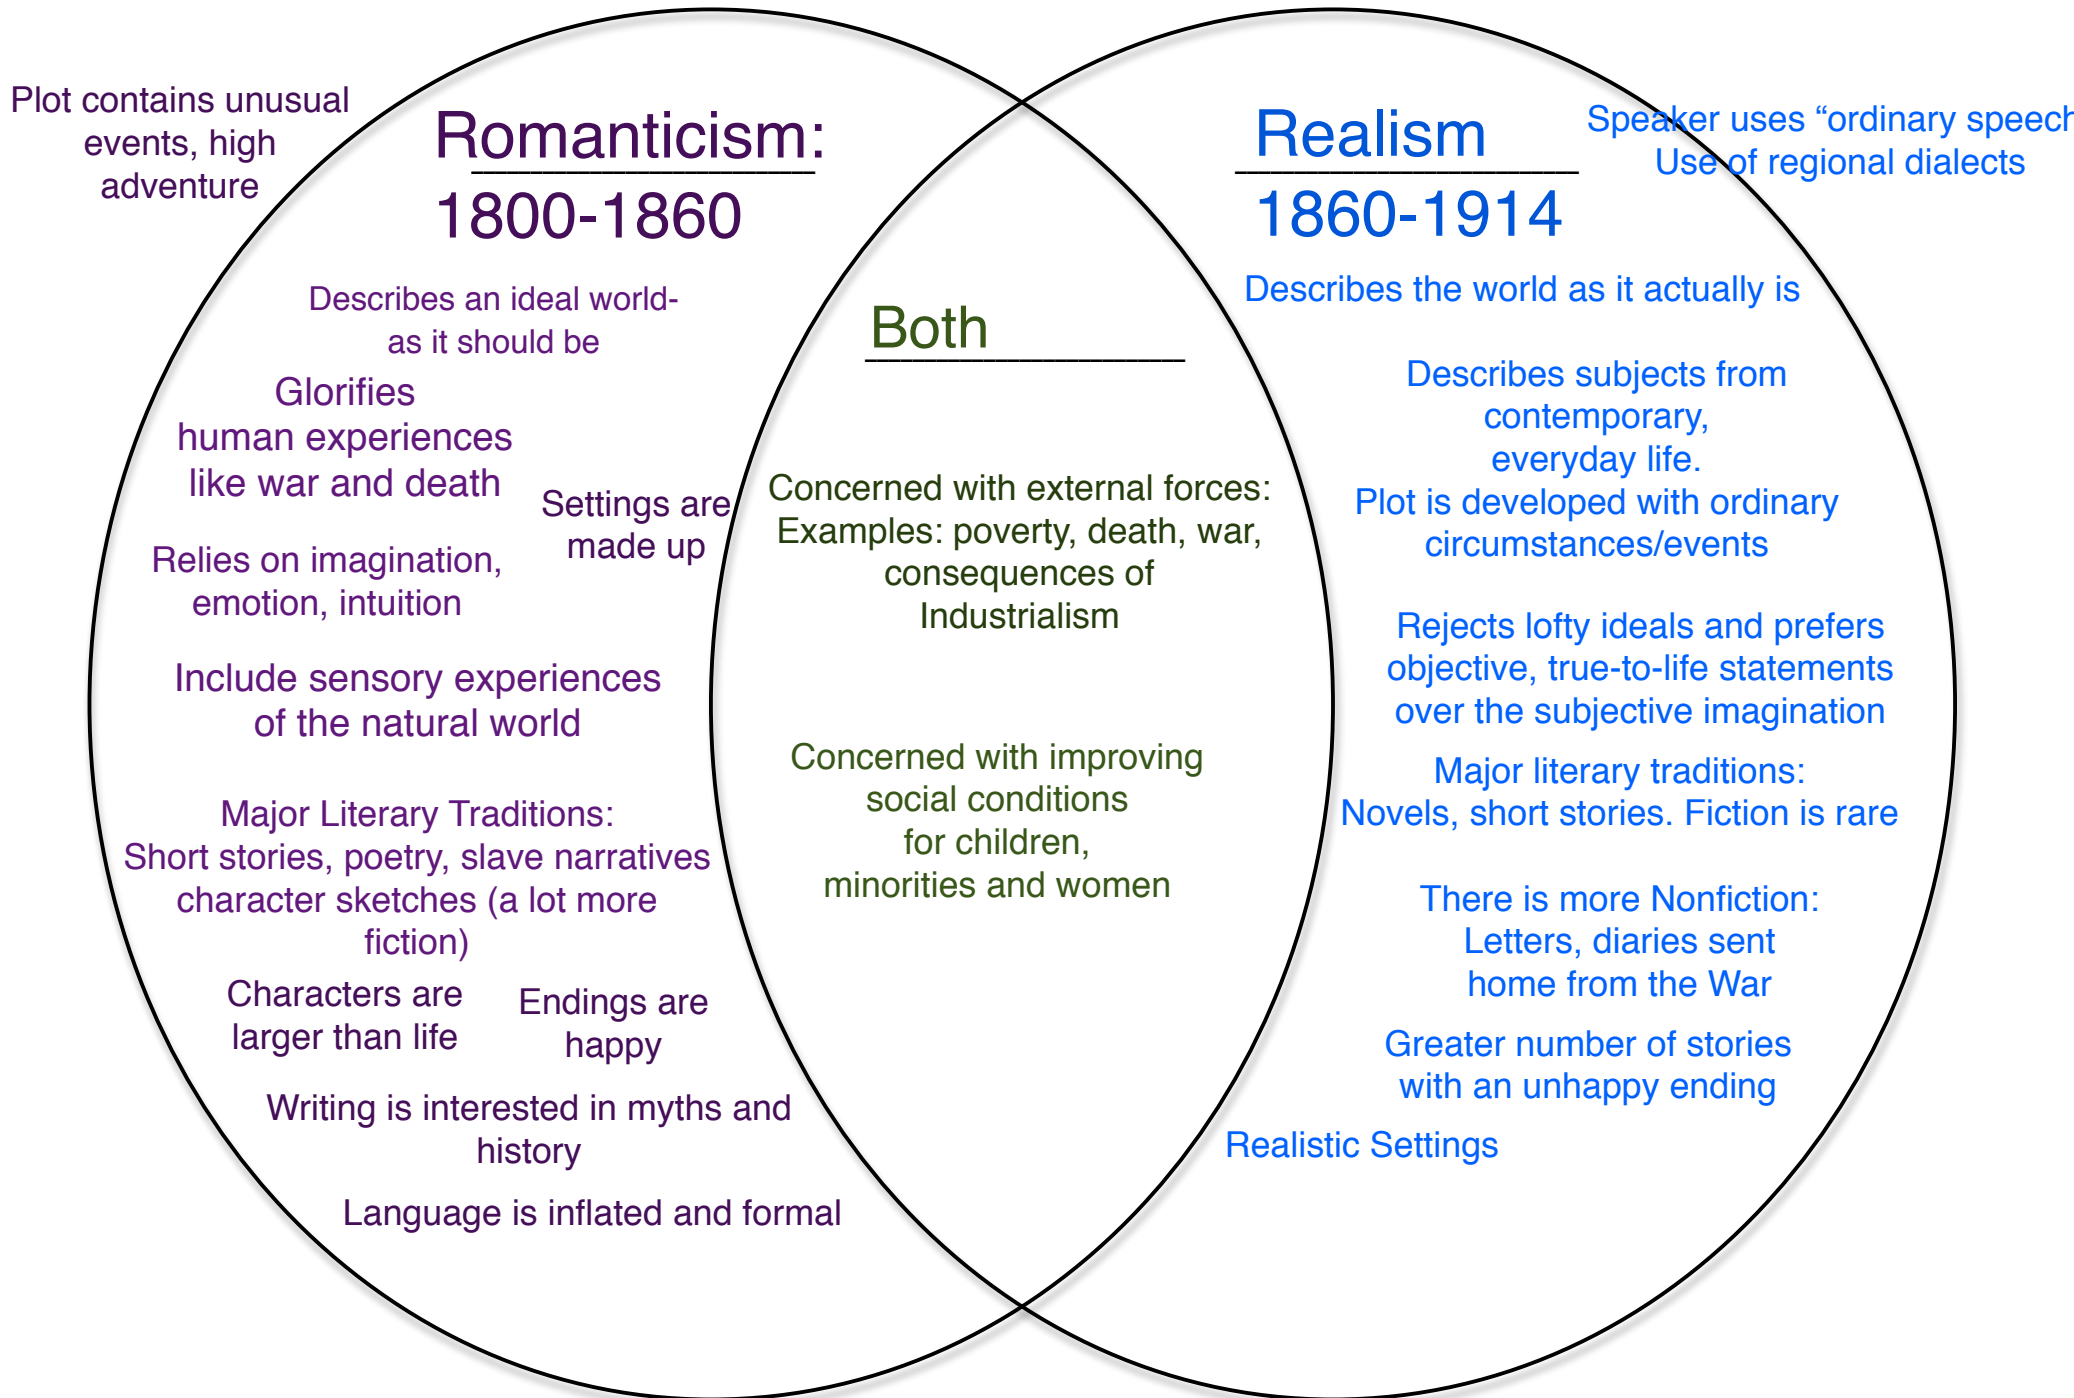 Plot contains unusual
events, high
adventure
Romanticism:
1800-1860
Describes an ideal world-
as it should be
Glorifies
human experiences
like war and death
Settings are
made up
Relies on imagination,
emotion, intuition
Include sensory experiences
of the natural world
Major Literary Traditions:
Short stories, poetry, slave narratives
character sketches (a lot more
fiction)
Characters are
larger than life
Endings are
happy
Writing is interested in myths and
history
Language is inflated and formal
Both
Concerned with external forces:
Examples: poverty, death, war,
consequences of
Industrialism
Concerned with improving
social conditions
for children,
minorities and women
Realism
1860-1914
Speaker uses “ordinary speech
Use of regional dialects
Describes the world as it actually is
Describes subjects from
contemporary,
everyday life.
Plot is developed with ordinary
circumstances/events
Rejects lofty ideals and prefers
objective, true-to-life statements
over the subjective imagination
Major literary traditions:
Novels, short stories. Fiction is rare
There is more Nonfiction:
Letters, diaries sent
home from the War
Greater number of stories
with an unhappy ending
Realistic Settings